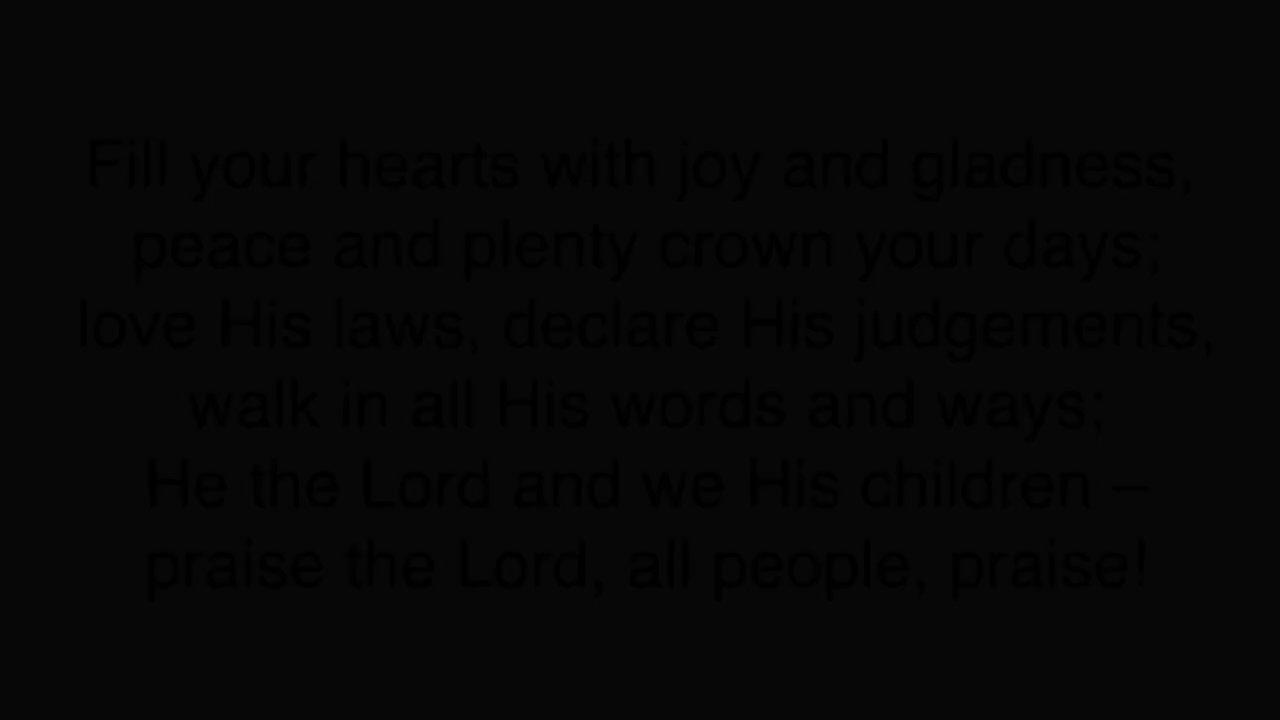 Fill your hearts with joy and gladness,
peace and plenty crown your days;
love His laws, declare His judgements,
walk in all His words and ways;
He the Lord and we His children –
praise the Lord, all people, praise!